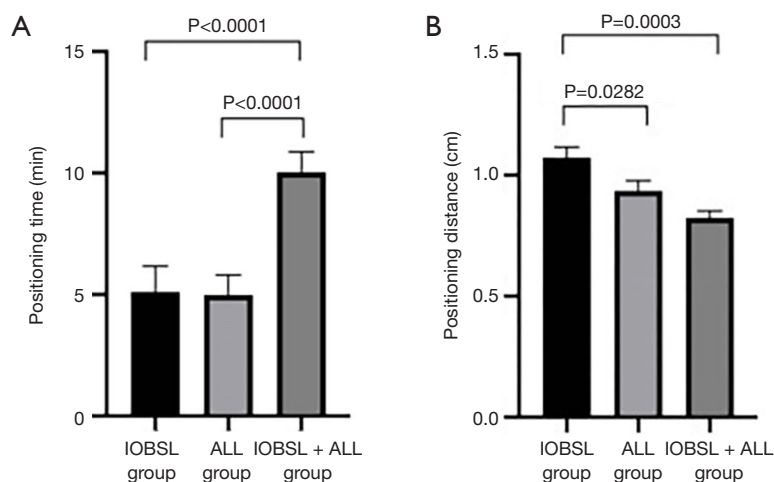 A
P<0.0001
P<0.0001
Positioning time (min)
15
10
5
0
IOBSL group
ALL group
IOBSL + ALL group
B
P=0.0003
P=0.0282
Positioning distance (cm)
1.5
1.0
0.5
0.0
IOBSL group
ALL group
IOBSL + ALL group